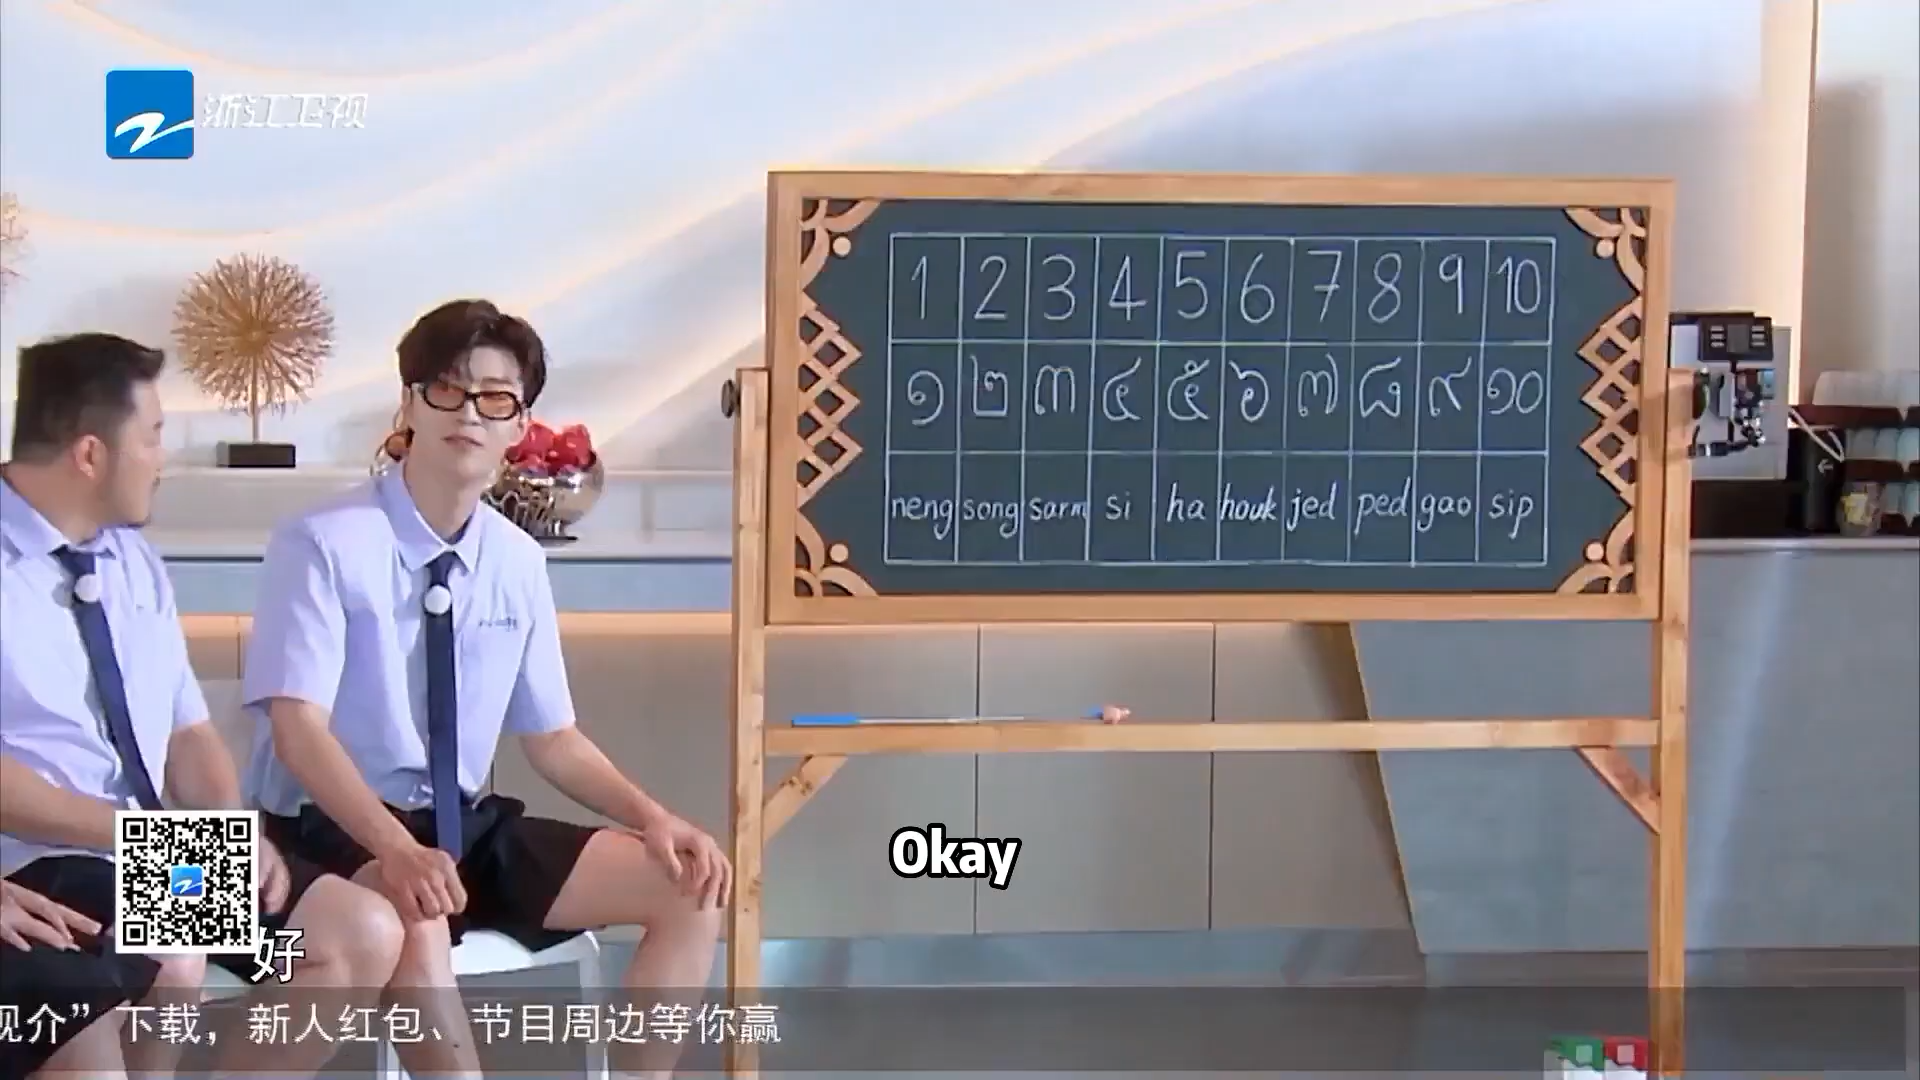 浙江卫视
1 2 3 4 5 6 7 8 9 10
๑ ๒ ๓ ๔ ๕ ๖ ๗ ๘ ๙ ๑๐
neng song sarm si ha houk jed ped gao sip
Okay
好
视介”下载，新人红包、节目周边等你赢